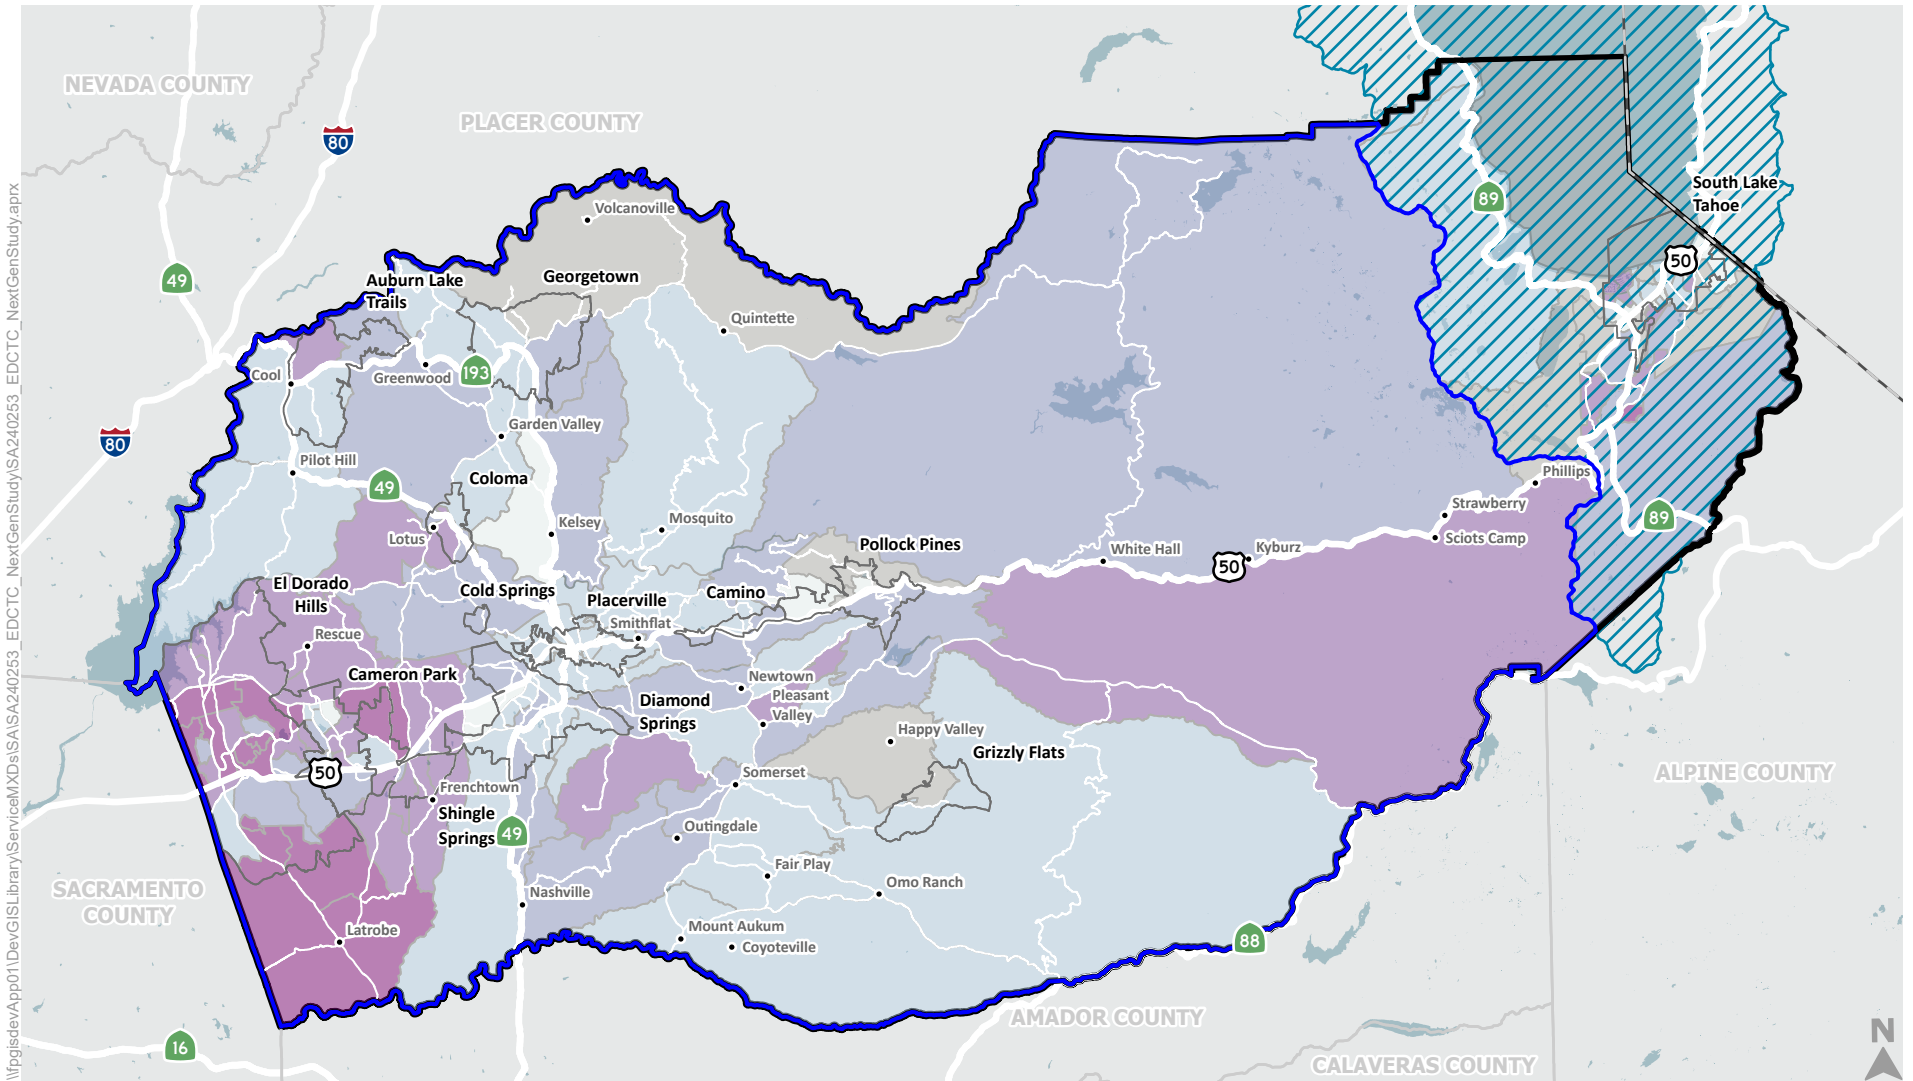 NEVADA COUNTY
PLACER COUNTY
80
49
80
Volcanoville
Auburn Lake
Trails
Georgetown
Quintette
Cool
Greenwood
193
Garden Valley
Pilot Hill
49
Coloma
Kelsey
Lotus
Mosquito
Pollock Pines
White Hall
50
Kyburz
Strawberry
Sciots Camp
Phillips
89
South Lake
Tahoe
50
89
El Dorado
Hills
Rescue
Cold Springs
Placerville
Smithflat
Camino
Cameron Park
Diamond
Springs
Newtown
Pleasant
Valley
Happy Valley
Grizzly Flats
50
Frenchtown
Shingle
Springs
49
Somerset
Outingdale
Fair Play
Omo Ranch
Nashville
Mount Aukum
Coyoteville
Latrobe
88
SACRAMENTO
COUNTY
ALPINE COUNTY
AMADOR COUNTY
CALAVERAS COUNTY
16
N
\\fpgisdevApp01\DevGISLibrary\ServiceMXDs\SA\SA240253_EDCTC_NextGenStudy\SA240253_EDCTC_NextGenStudy.aprx